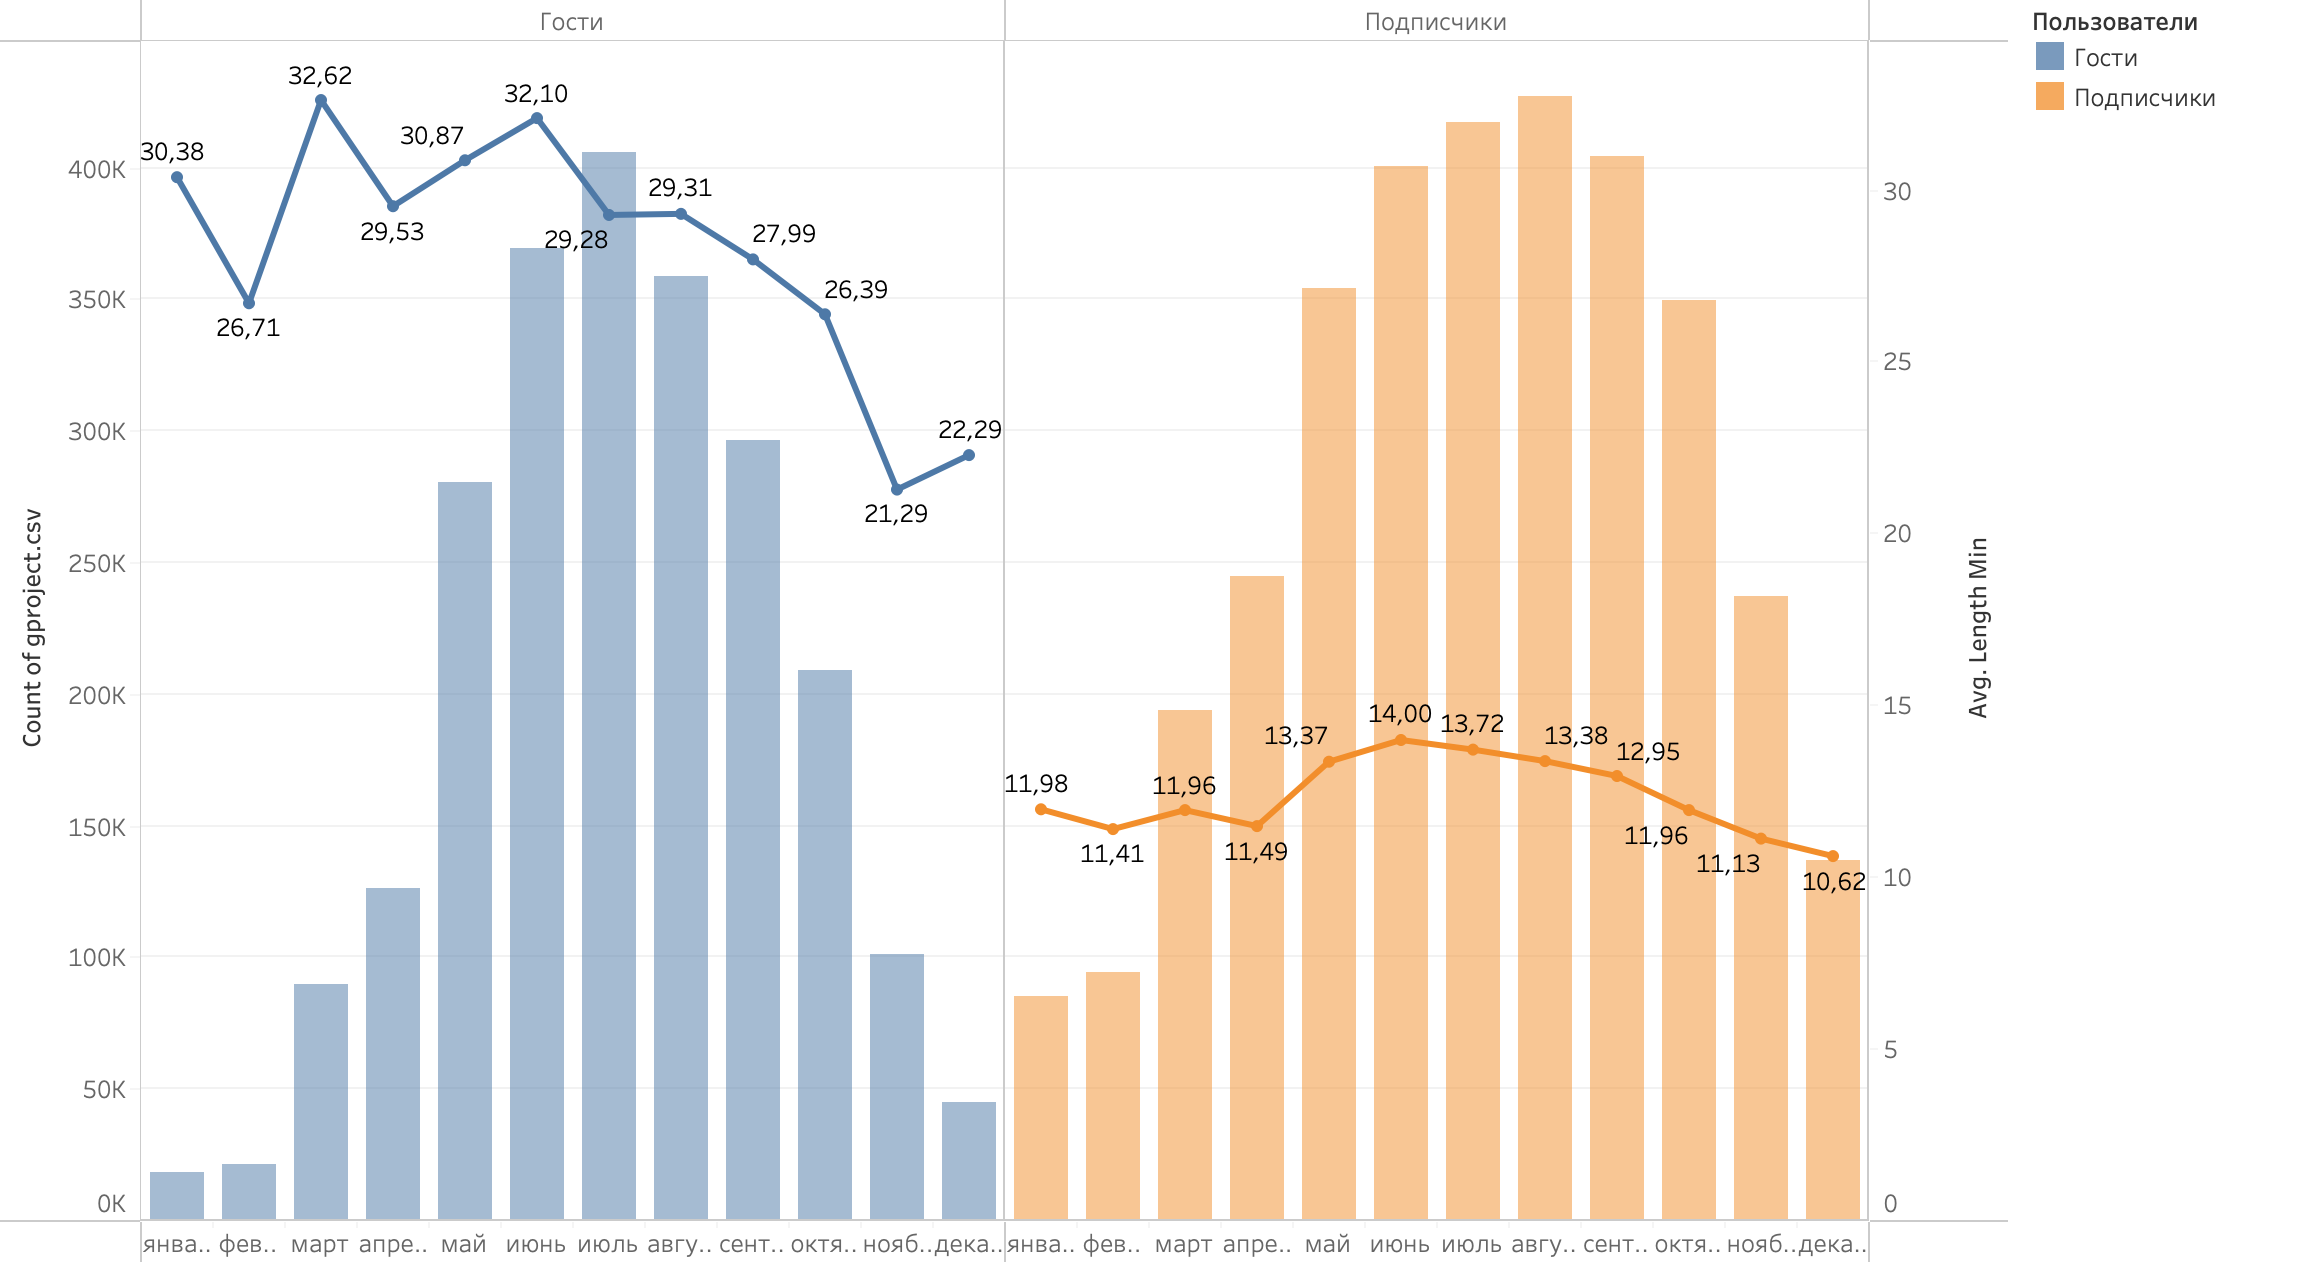 Гости
Подписчики
Пользователи
Гости
Подписчики
Count of gproject.csv
400K
350K
300K
250K
200K
150K
100K
50K
0K
30,38
26,71
32,62
29,53
30,87
32,10
29,28
29,31
27,99
26,39
21,29
22,29
11,98
11,41
11,96
11,49
13,37
14,00
13,72
13,38
12,95
11,96
11,13
10,62
30
25
20
15
10
5
0
Avg. Length Min
янва.. фев.. март апре.. май июнь июль авгу.. сент.. октя.. нояб.. дека..
янва.. фев.. март апре.. май июнь июль авгу.. сент.. октя.. нояб.. дека..